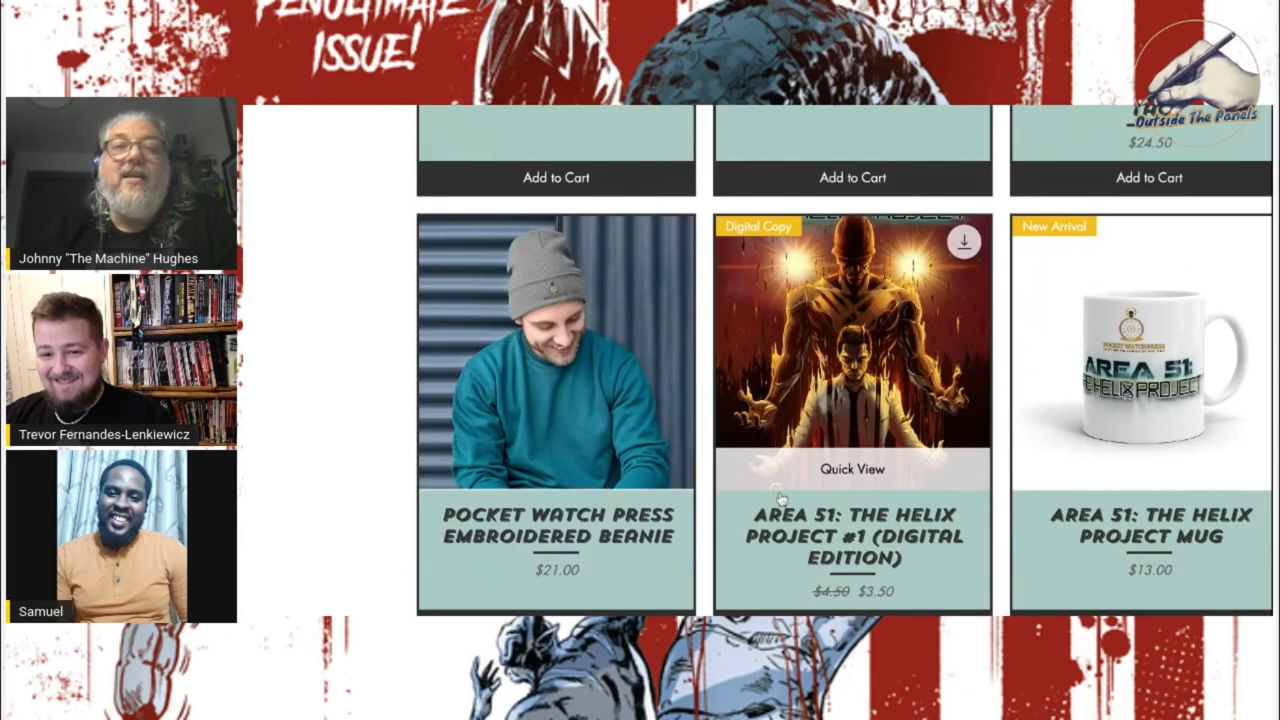 PENULTIMATE
ISSUE!
Outside The Panels
$24.50
Add to Cart
Add to Cart
Add to Cart
Johnny "The Machine" Hughes
Trevor Fernandes-Lenkiewicz
Samuel
Digital Copy
New Arrival
POCKET WATCH PRESS
AREA 51:
THE HELIX PROJECT
Quick View
POCKET WATCH PRESS
EMBROIDERED BEANIE
$21.00
AREA 51: THE HELIX
PROJECT #1 (DIGITAL
EDITION)
$4.50 $3.50
AREA 51: THE HELIX
PROJECT MUG
$13.00